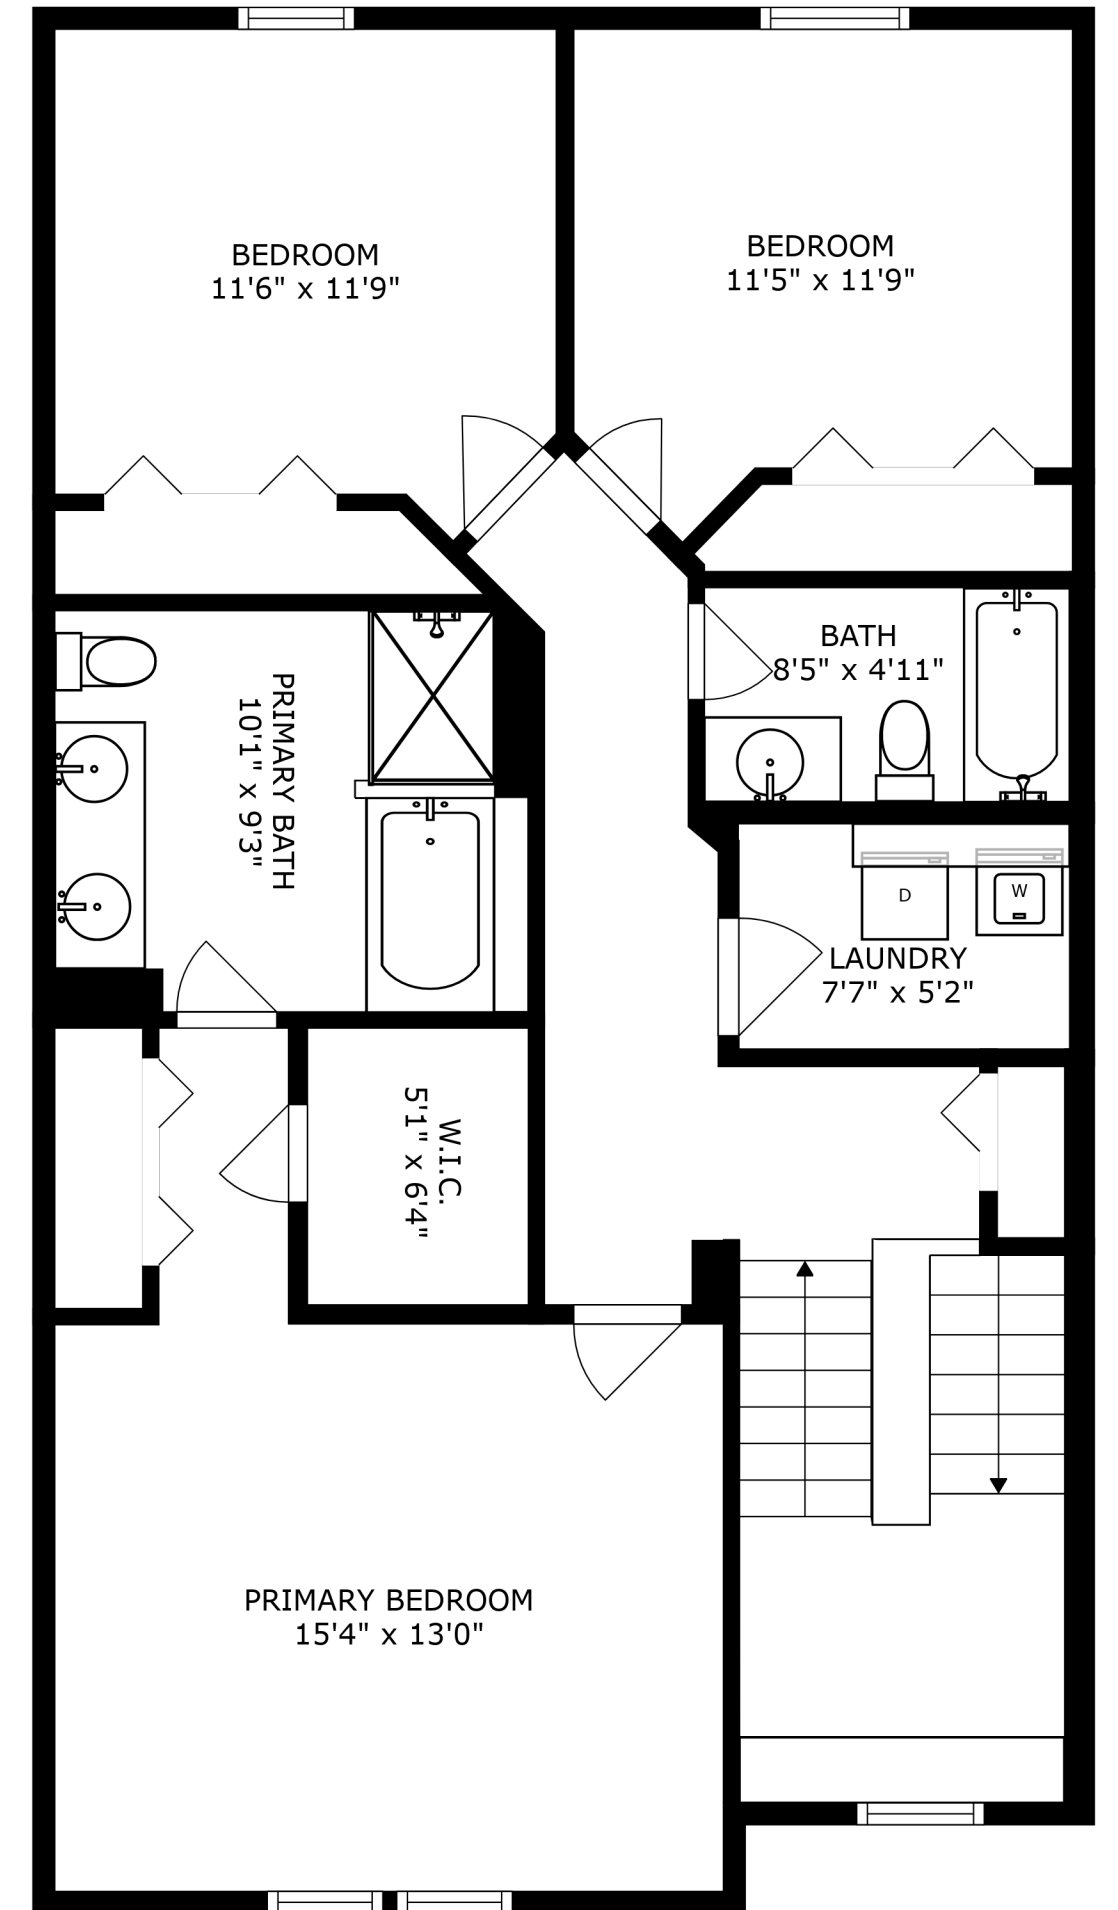 BEDROOM
11'6" x 11'9"
BEDROOM
11'5" x 11'9"
BATH
8'5" x 4'11"
PRIMARY BATH
10'1" x 9'3"
D
W
LAUNDRY
7'7" x 5'2"
W.I.C.
5'1" x 6'4"
PRIMARY BEDROOM
15'4" x 13'0"